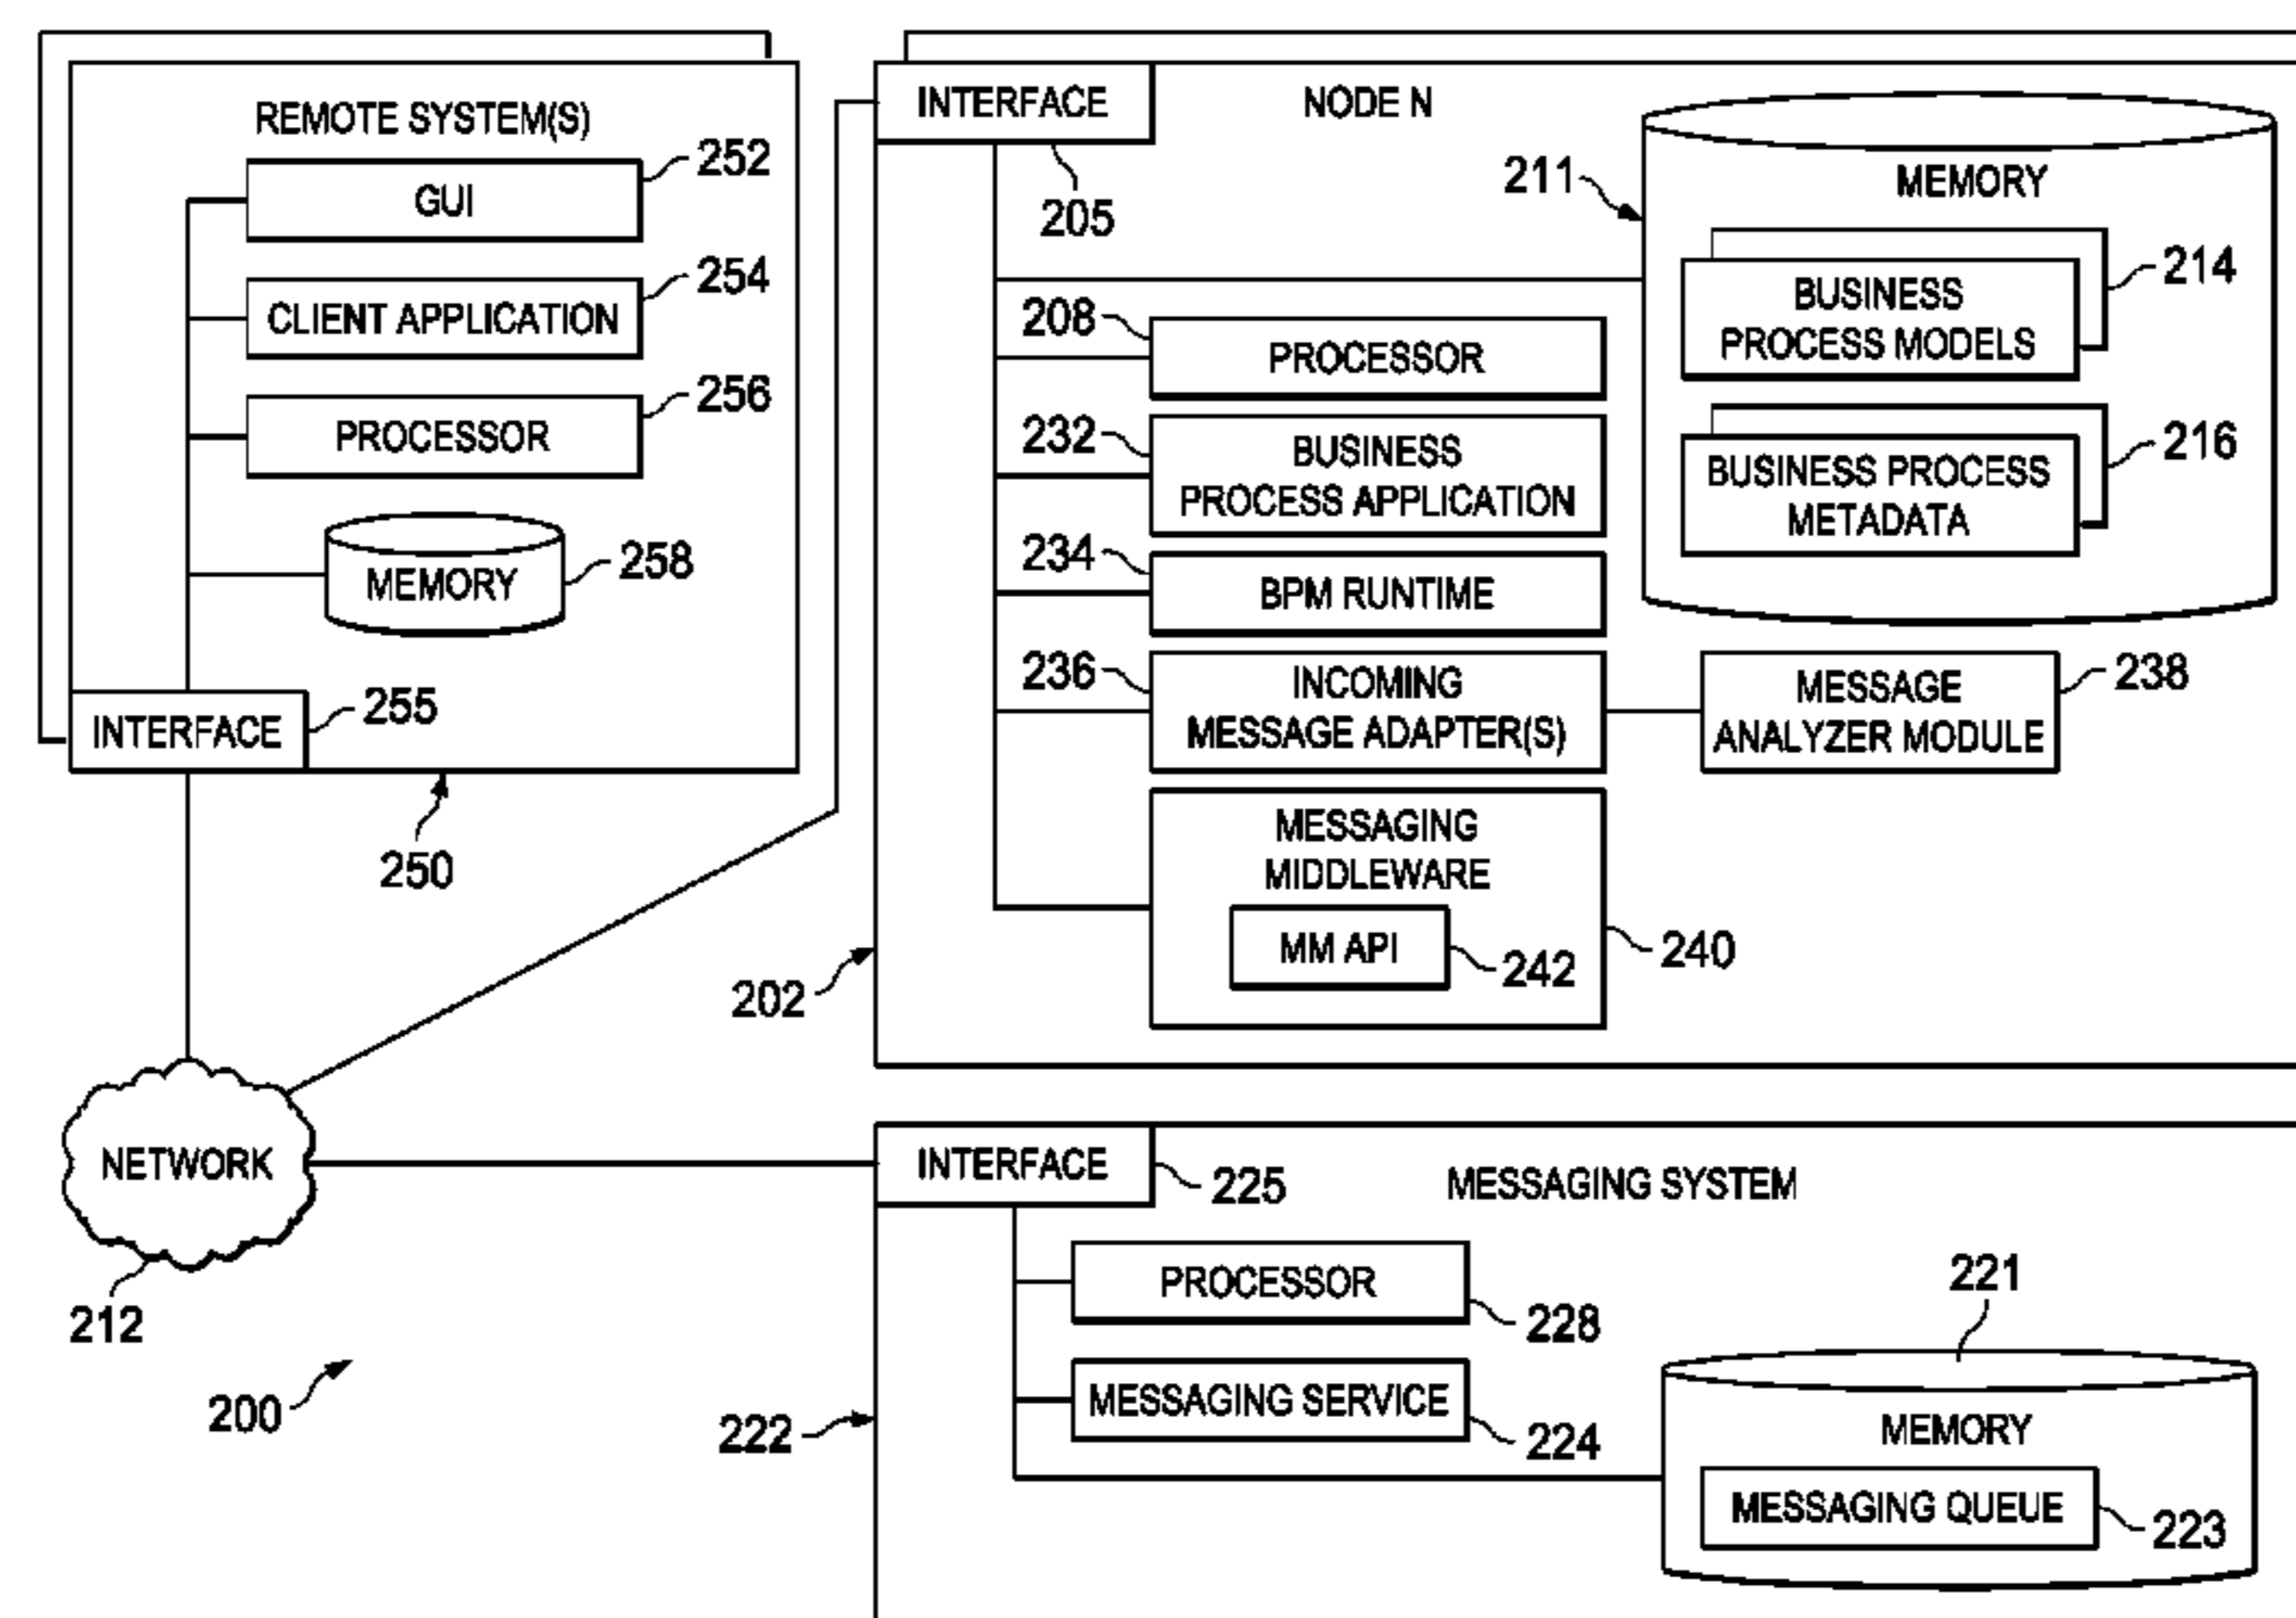 REMOTE SYSTEM(S)
252
GUI
254
CLIENT APPLICATION
256
PROCESSOR
258
MEMORY
INTERFACE
255
250
INTERFACE
NODE N
205
211
MEMORY
214
BUSINESS
PROCESS MODELS
216
BUSINESS PROCESS
METADATA
208
PROCESSOR
232
BUSINESS
PROCESS APPLICATION
234
BPM RUNTIME
236
INCOMING
MESSAGE ADAPTER(S)
MESSAGE
ANALYZER MODULE
238
MESSAGING
MIDDLEWARE
MM API
242
240
202
NETWORK
212
200
INTERFACE
225
MESSAGING SYSTEM
PROCESSOR
228
MESSAGING SERVICE
224
222
221
MEMORY
MESSAGING QUEUE
223